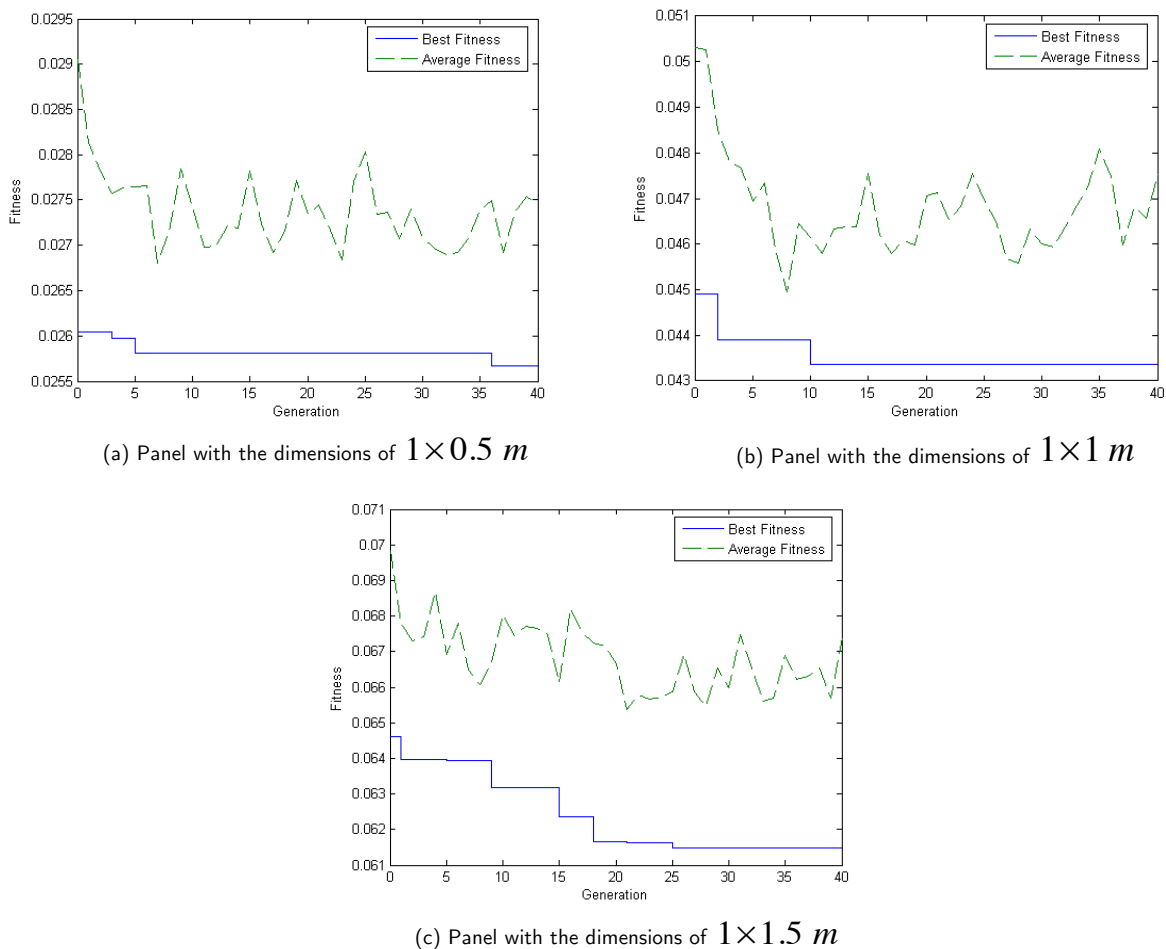 0.0295
0.029
0.0285
0.028
0.0275
0.027
0.0265
0.026
0.0255
Fitness
Best Fitness
Average Fitness
0 5 10 15 20 25 30 35 40
Generation
(a) Panel with the dimensions of 1×0.5 m
0.051
0.05
0.049
0.048
0.047
0.046
0.045
0.044
0.043
Fitness
Best Fitness
Average Fitness
0 5 10 15 20 25 30 35 40
Generation
(b) Panel with the dimensions of 1×1 m
0.071
0.07
0.069
0.068
0.067
0.066
0.065
0.064
0.063
0.062
0.061
Fitness
Best Fitness
Average Fitness
0 5 10 15 20 25 30 35 40
Generation
(c) Panel with the dimensions of 1×1.5 m